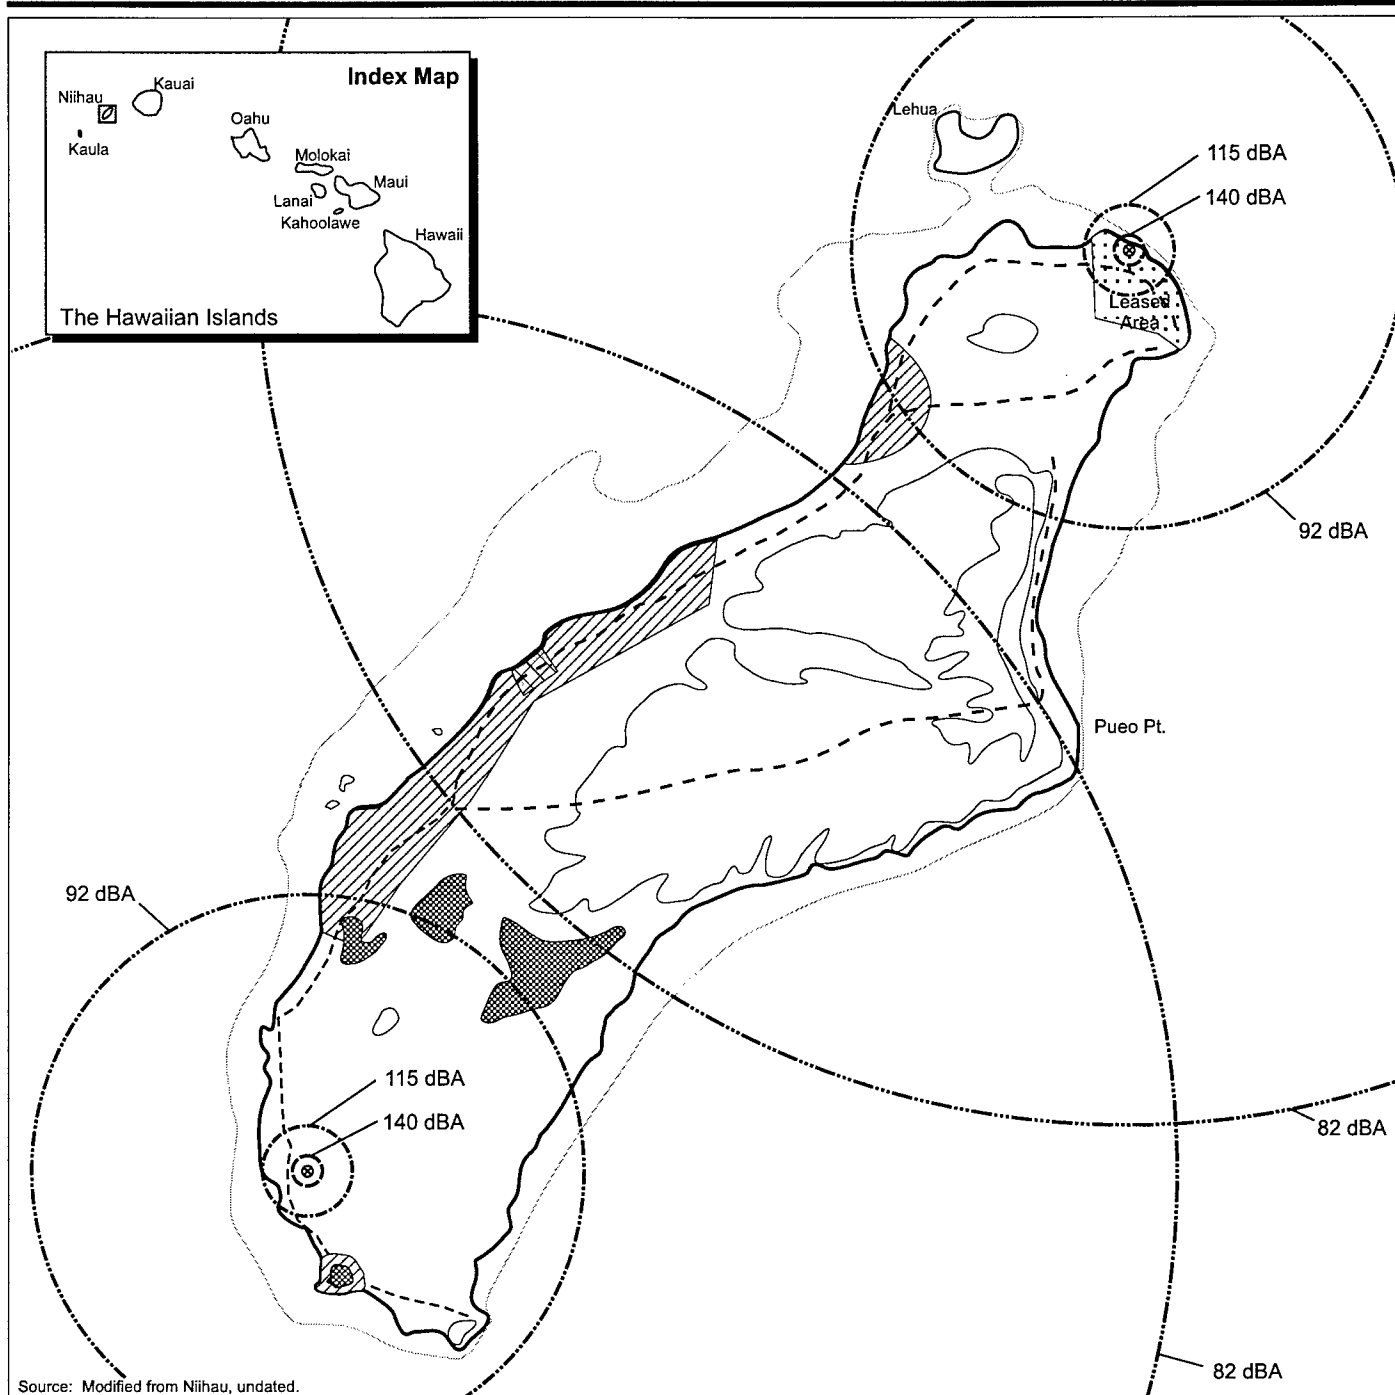 Index Map
Niihau
Kauai
Kaula
Oahu
Molokai
Lanai
Maui
Kahoolawe
Hawaii
The Hawaiian Islands
Lehua
115 dBA
140 dBA
Leased
Area
92 dBA
Pueo Pt.
92 dBA
115 dBA
140 dBA
82 dBA
82 dBA
Source: Modified from Niihau, undated.